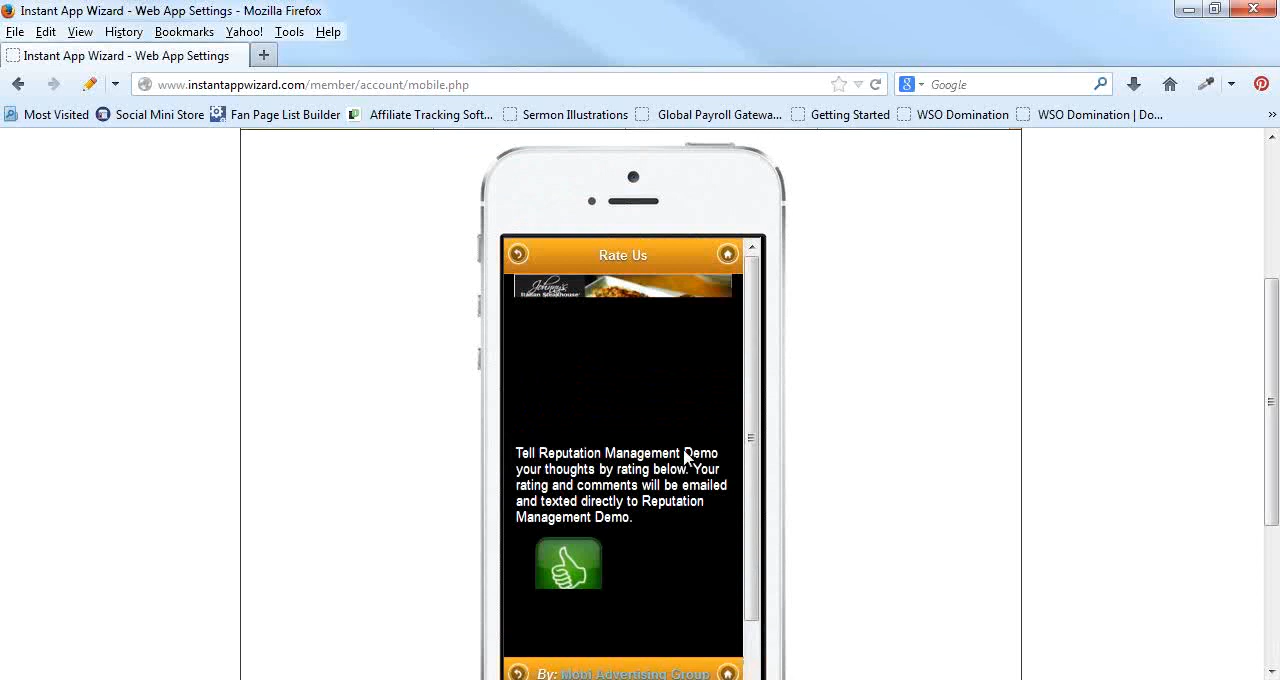 Instant App Wizard - Web App Settings - Mozilla Firefox
File Edit View History Bookmarks Yahoo! Tools Help
Instant App Wizard - Web App Settings
www.instantappwizard.com/member/account/mobile.php
Google
Most Visited Social Mini Store Fan Page List Builder Affiliate Tracking Soft... Sermon Illustrations Global Payroll Gatewa... Getting Started WSO Domination WSO Domination | Do...
Rate Us
Johnny's
Italian Steakhouse
Tell Reputation Management Demo
your thoughts by rating below. Your
rating and comments will be emailed
and texted directly to Reputation
Management Demo.
By: Mobi Advertising Group